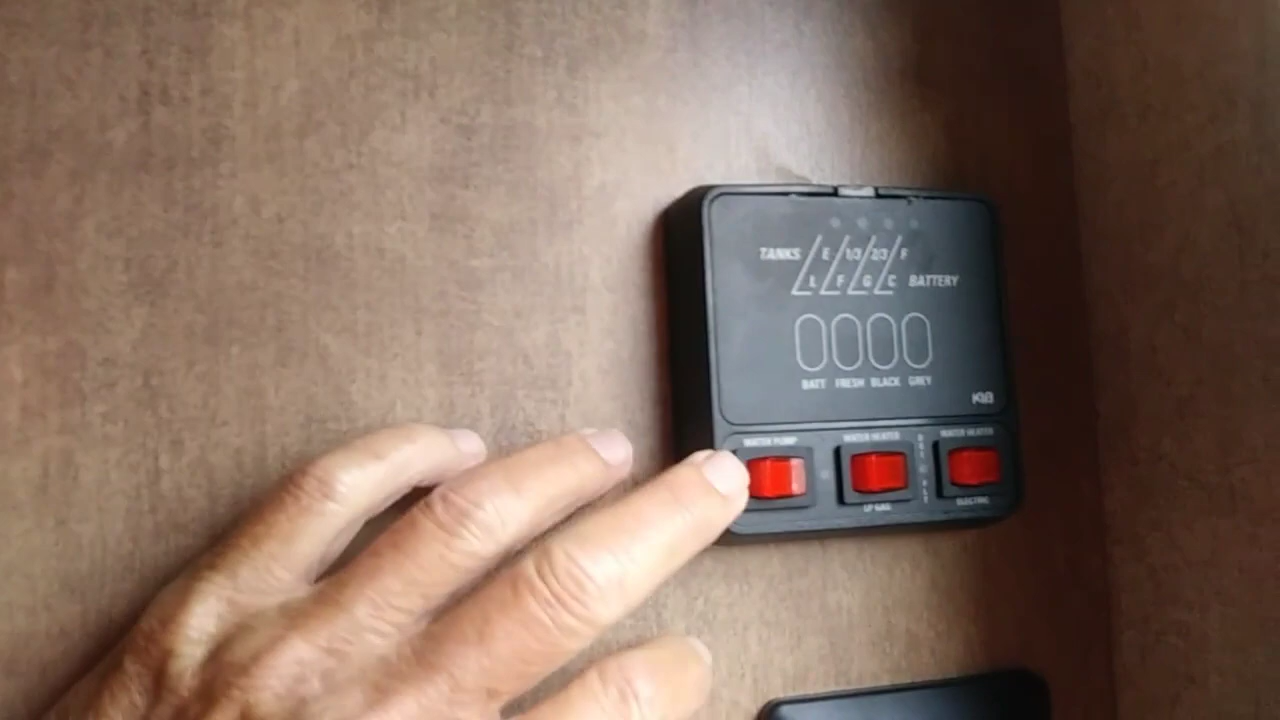 TANKS E 1/3 2/3 F
L F G C BATTERY
BATT FRESH BLACK GREY
KIB
WATER PUMP WATER HEATER WATER HEATER
LP GAS ELECTRIC